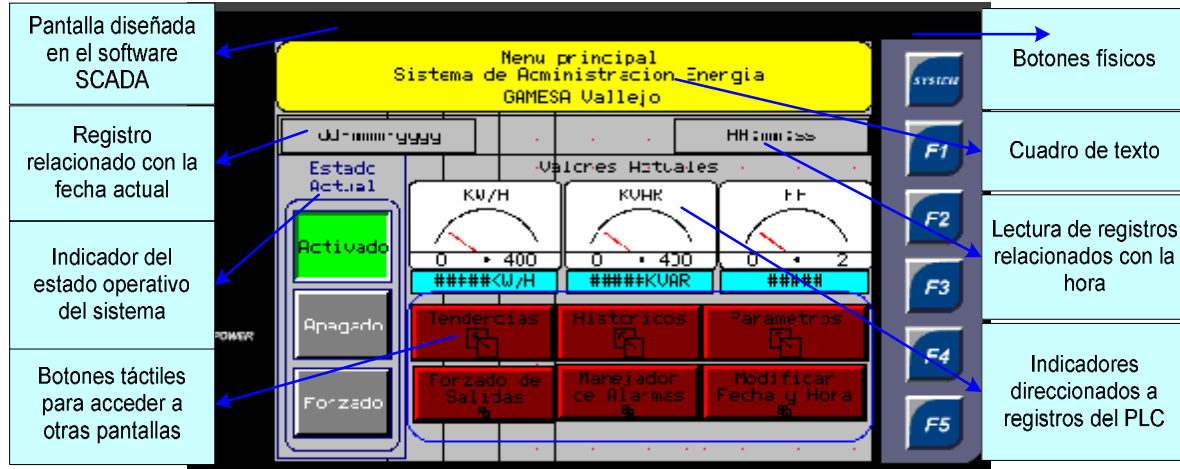 Pantalla diseñada
en el software
SCADA
Registro
relacionado con la
fecha actual
Indicador del
estado operativo
del sistema
Botones táctiles
para acceder a
otras pantallas
Menu principal
Sistema de Administracion Energia
GAMESA Vallejo
dd-mmm-yyyy
HH:mm:ss
Estado
Actual
Activado
Apagado
Forzado
POWER
Valores Actuales
KW/H
0 400
#####KW/H
KVAR
0 400
#####KVAR
FP
0 2
#####
Tendencias
Historicos
Parametros
Forzado de
Salidas
Manejador
de Alarmas
Modificar
Fecha y Hora
SYSTEM
F1
F2
F3
F4
F5
Botones físicos
Cuadro de texto
Lectura de registros
relacionados con la
hora
Indicadores
direccionados a
registros del PLC